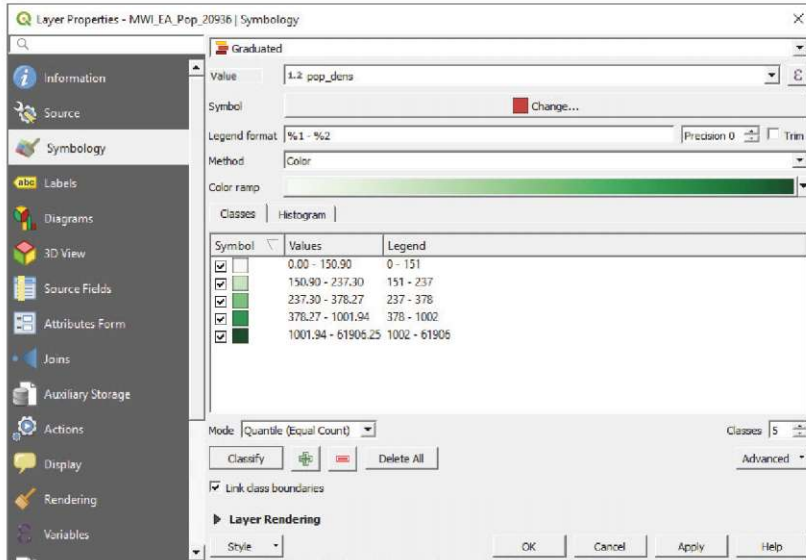 Layer Properties - MWI_EA_Pop_20936 | Symbology
Information
Source
Symbology
abc Labels
Diagrams
3D View
Source Fields
Attributes Form
Joins
Auxiliary Storage
Actions
Display
Rendering
Variables
Graduated
Value 1.2 pop_dens ε
Symbol Change...
Legend format %1 - %2 Precision 0 Trim
Method Color
Color ramp
Classes Histogram
Symbol Values Legend
0.00 - 150.90 0 - 151
150.90 - 237.30 151 - 237
237.30 - 378.27 237 - 378
378.27 - 1001.94 378 - 1002
1001.94 - 61906.25 1002 - 61906
Mode Quantile (Equal Count) Classes 5
Classify Delete All Advanced
Link class boundaries
Layer Rendering
Style OK Cancel Apply Help